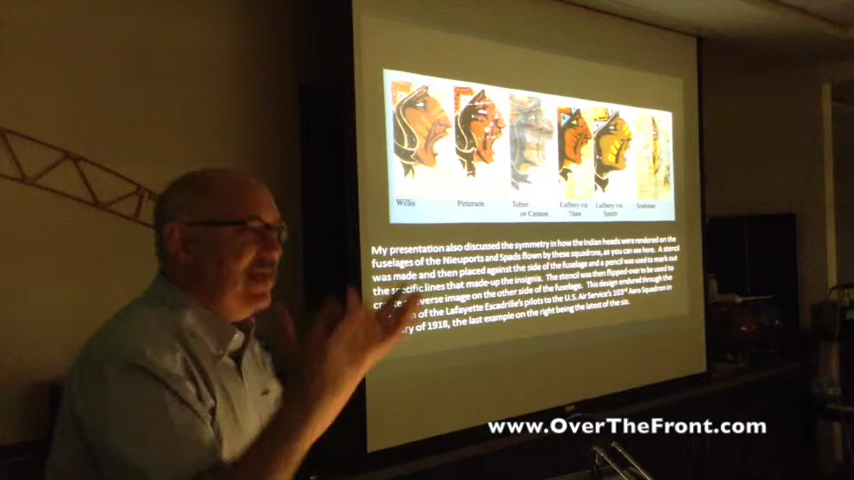 Willis Peterson Tobin Lufbery via Lufbery via Soubiran
or Carson Thaw Smith
My presentation also discussed the symmetry in how the Indian heads were rendered on the
fuselages of the Nieuports and Spads flown by these squadrons, as you can see here. A stencil
was made and then placed against the side of the fuselage and a pencil was used to mark out
the specific lines that made-up the insignia. The stencil was then flipped-over to be used to
verse image on the other side of the fuselage. This design endured through the
of the Lafayette Escadrille's pilots to the U.S. Air Service's 103rd Aero Squadron in
ry of 1918, the last example on the right being the latest of the six.
www.OverTheFront.com